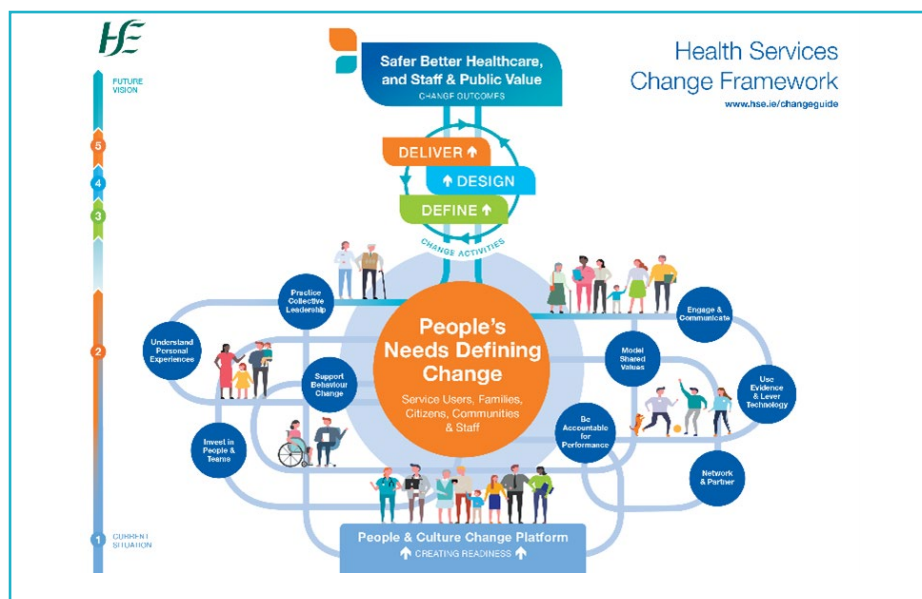 HE
FUTURE
VISION
5
4
3
2
1
CURRENT
SITUATION
Safer Better Healthcare,
and Staff & Public Value
CHANGE OUTCOMES
Health Services
Change Framework
www.hse.ie/changeguide
DELIVER
DESIGN
DEFINE
CHANGE ACTIVITIES
Practice
Collective
Leadership
Understand
Personal
Experiences
Support
Behaviour
Change
Invest in
People &
Teams
People's
Needs Defining
Change
Service Users, Families,
Citizens, Communities
& Staff
Engage &
Communicate
Model
Shared
Values
Use
Evidence
& Lever
Technology
Be
Accountable
for
Performance
Network
& Partner
People & Culture Change Platform
CREATING READINESS